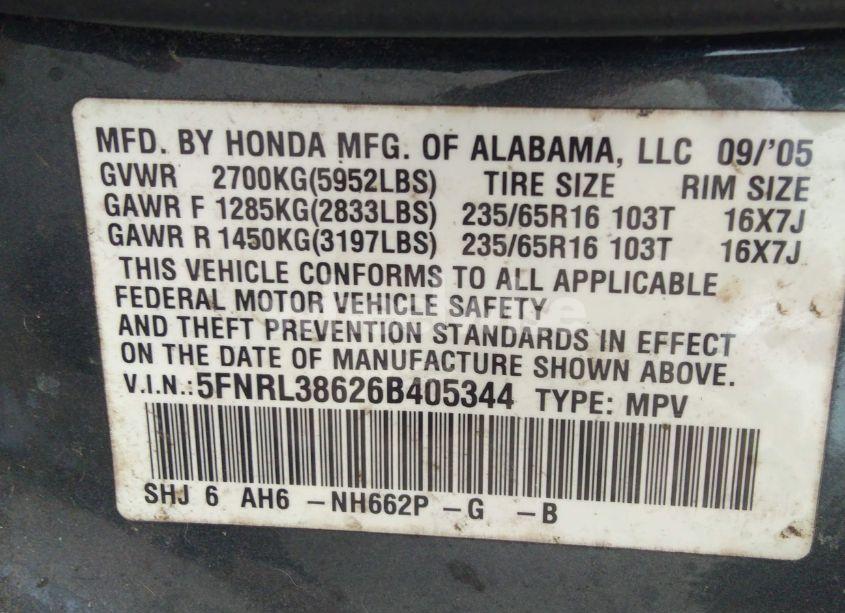 MFD. BY HONDA MFG. OF ALABAMA, LLC 09/'05
GVWR 2700KG(5952LBS) TIRE SIZE RIM SIZE
GAWR F 1285KG(2833LBS) 235/65R16 103T 16X7J
GAWR R 1450KG(3197LBS) 235/65R16 103T 16X7J
THIS VEHICLE CONFORMS TO ALL APPLICABLE
FEDERAL MOTOR VEHICLE SAFETY
AND THEFT PREVENTION STANDARDS IN EFFECT
ON THE DATE OF MANUFACTURE SHOWN ABOVE.
V.I.N.: 5FNRL38626B405344 TYPE: MPV
SHJ 6 AH6 -NH662P -G -B